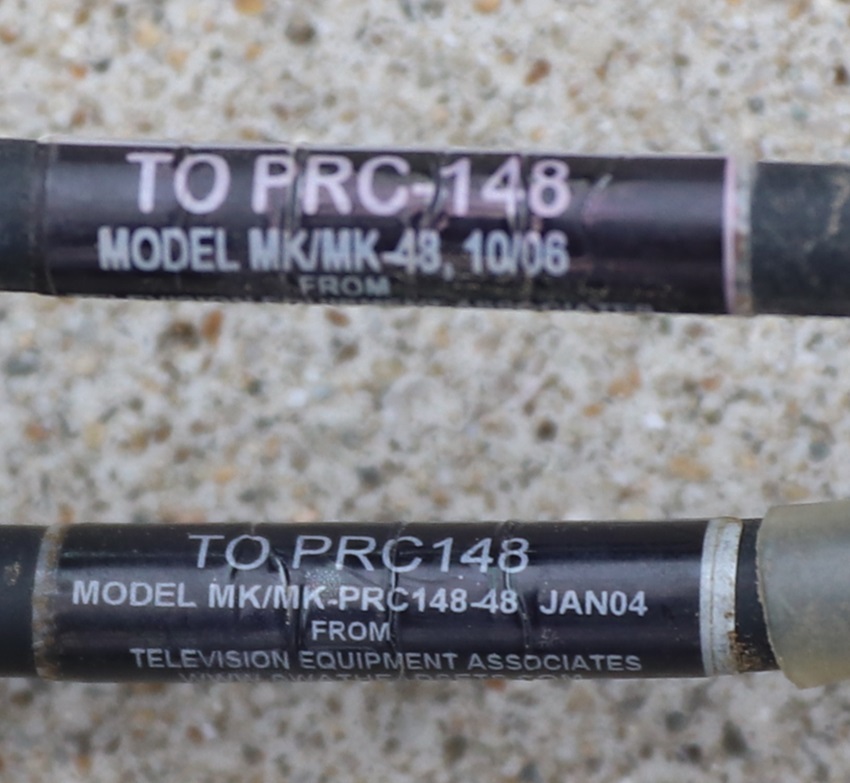 TO PRC-148
MODEL MK/MK-48, 10/06
FROM
TO PRC148
MODEL MK/MK-PRC148-48 JAN04
FROM
TELEVISION EQUIPMENT ASSOCIATES